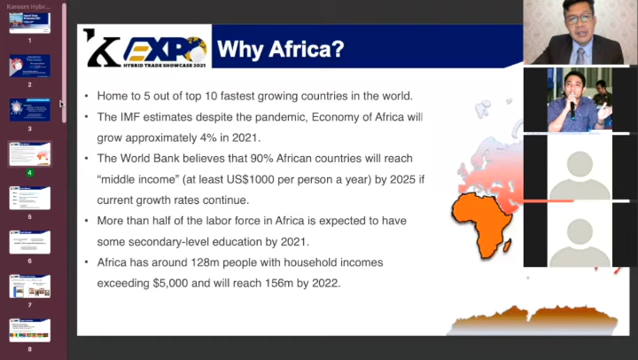 Kareem Hybr...
K EXPO
HYBRID TRADE SHOWCASE 2021
Why Africa?
• Home to 5 out of top 10 fastest growing countries in the world.
• The IMF estimates despite the pandemic, Economy of Africa will
grow approximately 4% in 2021.
• The World Bank believes that 90% African countries will reach
“middle income” (at least US$1000 per person a year) by 2025 if
current growth rates continue.
• More than half of the labor force in Africa is expected to have
some secondary-level education by 2021.
• Africa has around 128m people with household incomes
exceeding $5,000 and will reach 156m by 2022.
1
2
3
4
5
6
7
8